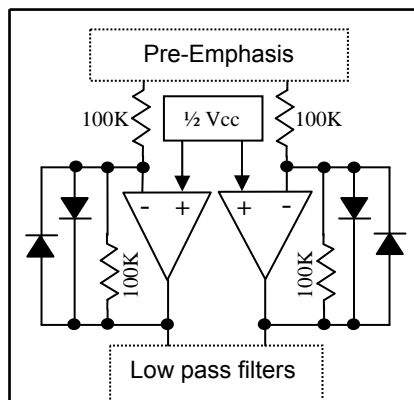 Pre-Emphasis
100K
½ Vcc
100K
- +
+ -
100K
100K
Low pass filters